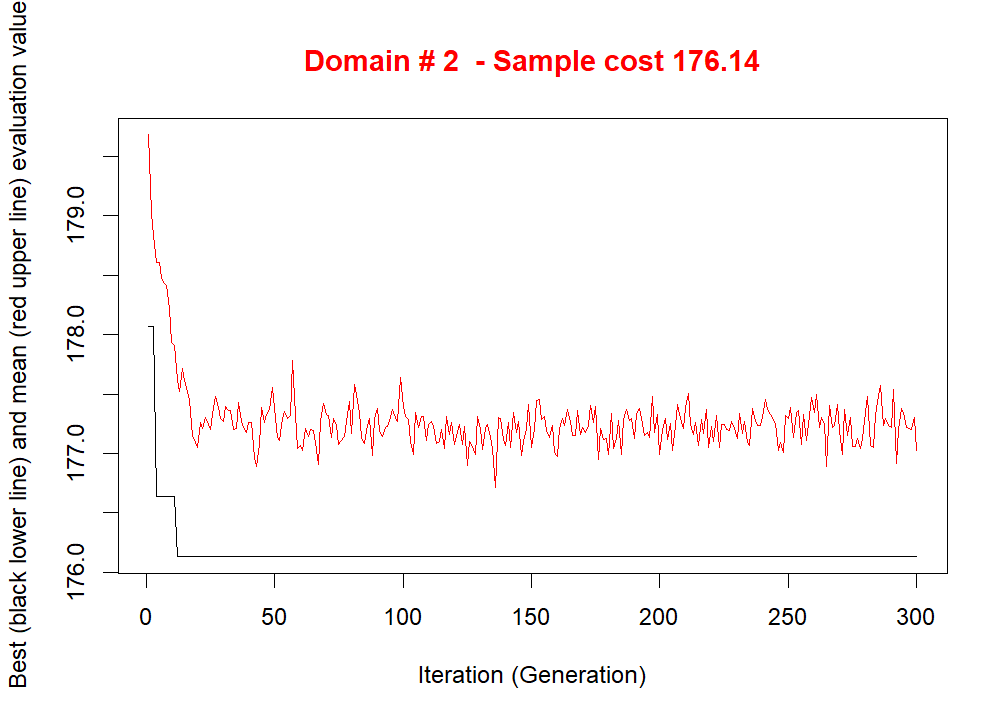 Domain # 2  - Sample cost 176.14
Best (black lower line) and mean (red upper line) evaluation value
179.0
178.0
177.0
176.0
0 50 100 150 200 250 300
Iteration (Generation)